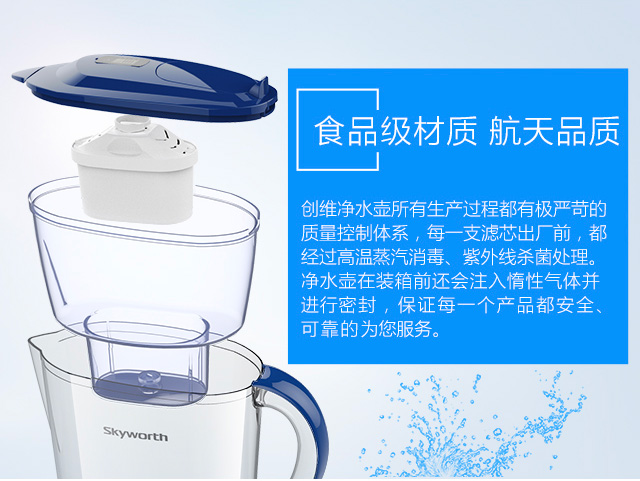 食品级材质 航天品质
创维净水壶所有生产过程都有极严苛的
质量控制体系，每一支滤芯出厂前，都
经过高温蒸汽消毒、紫外线杀菌处理。
净水壶在装箱前还会注入惰性气体并
进行密封，保证每一个产品都安全、
可靠的为您服务。
Skyworth